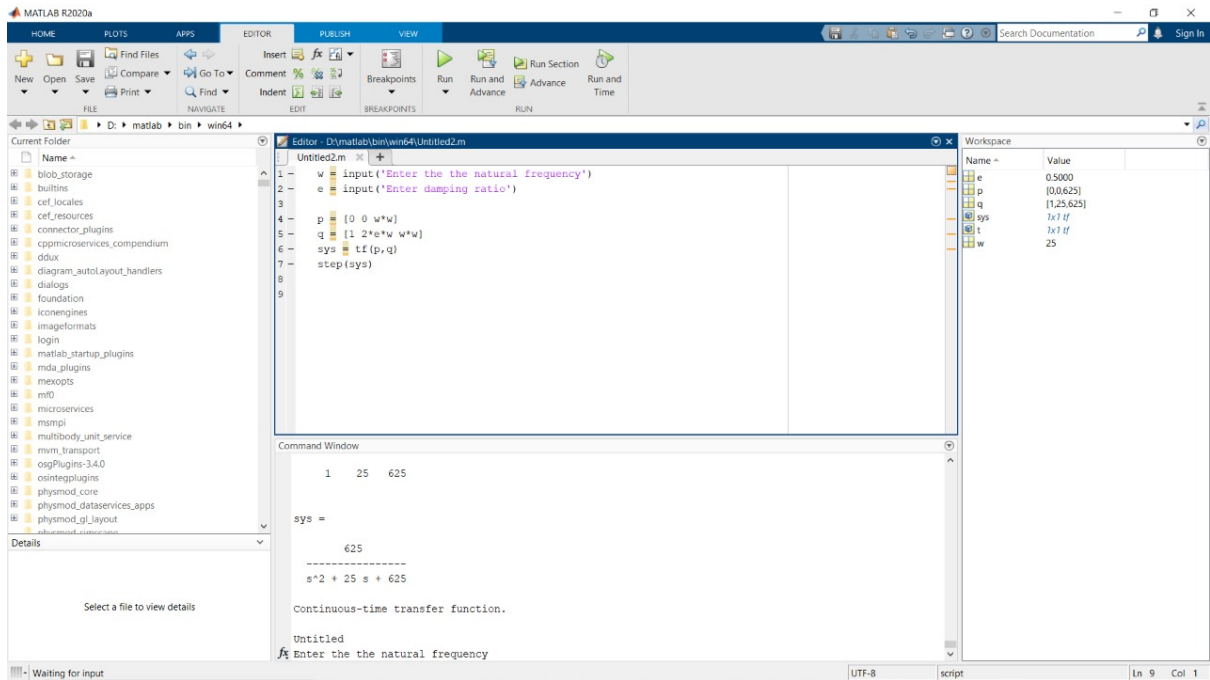 MATLAB R2020a
HOME PLOTS APPS EDITOR PUBLISH VIEW
Search Documentation
Sign In
New Open Save
Find Files
Compare
Print
FILE
Go To
Find
NAVIGATE
Insert fx
Comment %
Indent
EDIT
Breakpoints
BREAKPOINTS
Run
Run and Advance
Run Section
Advance
Run and Time
RUN
D: matlab bin win64
Current Folder
Name
blob_storage
builtins
cef_locales
cef_resources
connector_plugins
cppmicroservices_compendium
ddux
diagram_autoLayout_handlers
dialogs
foundation
iconengines
imageformats
login
matlab_startup_plugins
mda_plugins
mexopts
mf0
microservices
msmpi
multibody_unit_service
mvm_transport
osgPlugins-3.4.0
osintegplugins
physmod_core
physmod_dataservices_apps
physmod_gl_layout
Details
Select a file to view details
Editor - D:\matlab\bin\win64\Untitled2.m
Untitled2.m
1 - w = input('Enter the the natural frequency')
2 - e = input('Enter damping ratio')
3
4 - p = [0 0 w*w]
5 - q = [1 2*e*w w*w]
6 - sys = tf(p,q)
7 - step(sys)
8
9
Command Window
1 25 625
sys =
625
----------------
s^2 + 25 s + 625
Continuous-time transfer function.
Untitled
fx Enter the the natural frequency
Workspace
Name Value
e 0.5000
p [0,0,625]
q [1,25,625]
sys 1x1 tf
t 1x1 tf
w 25
Waiting for input
UTF-8
script
Ln 9 Col 1